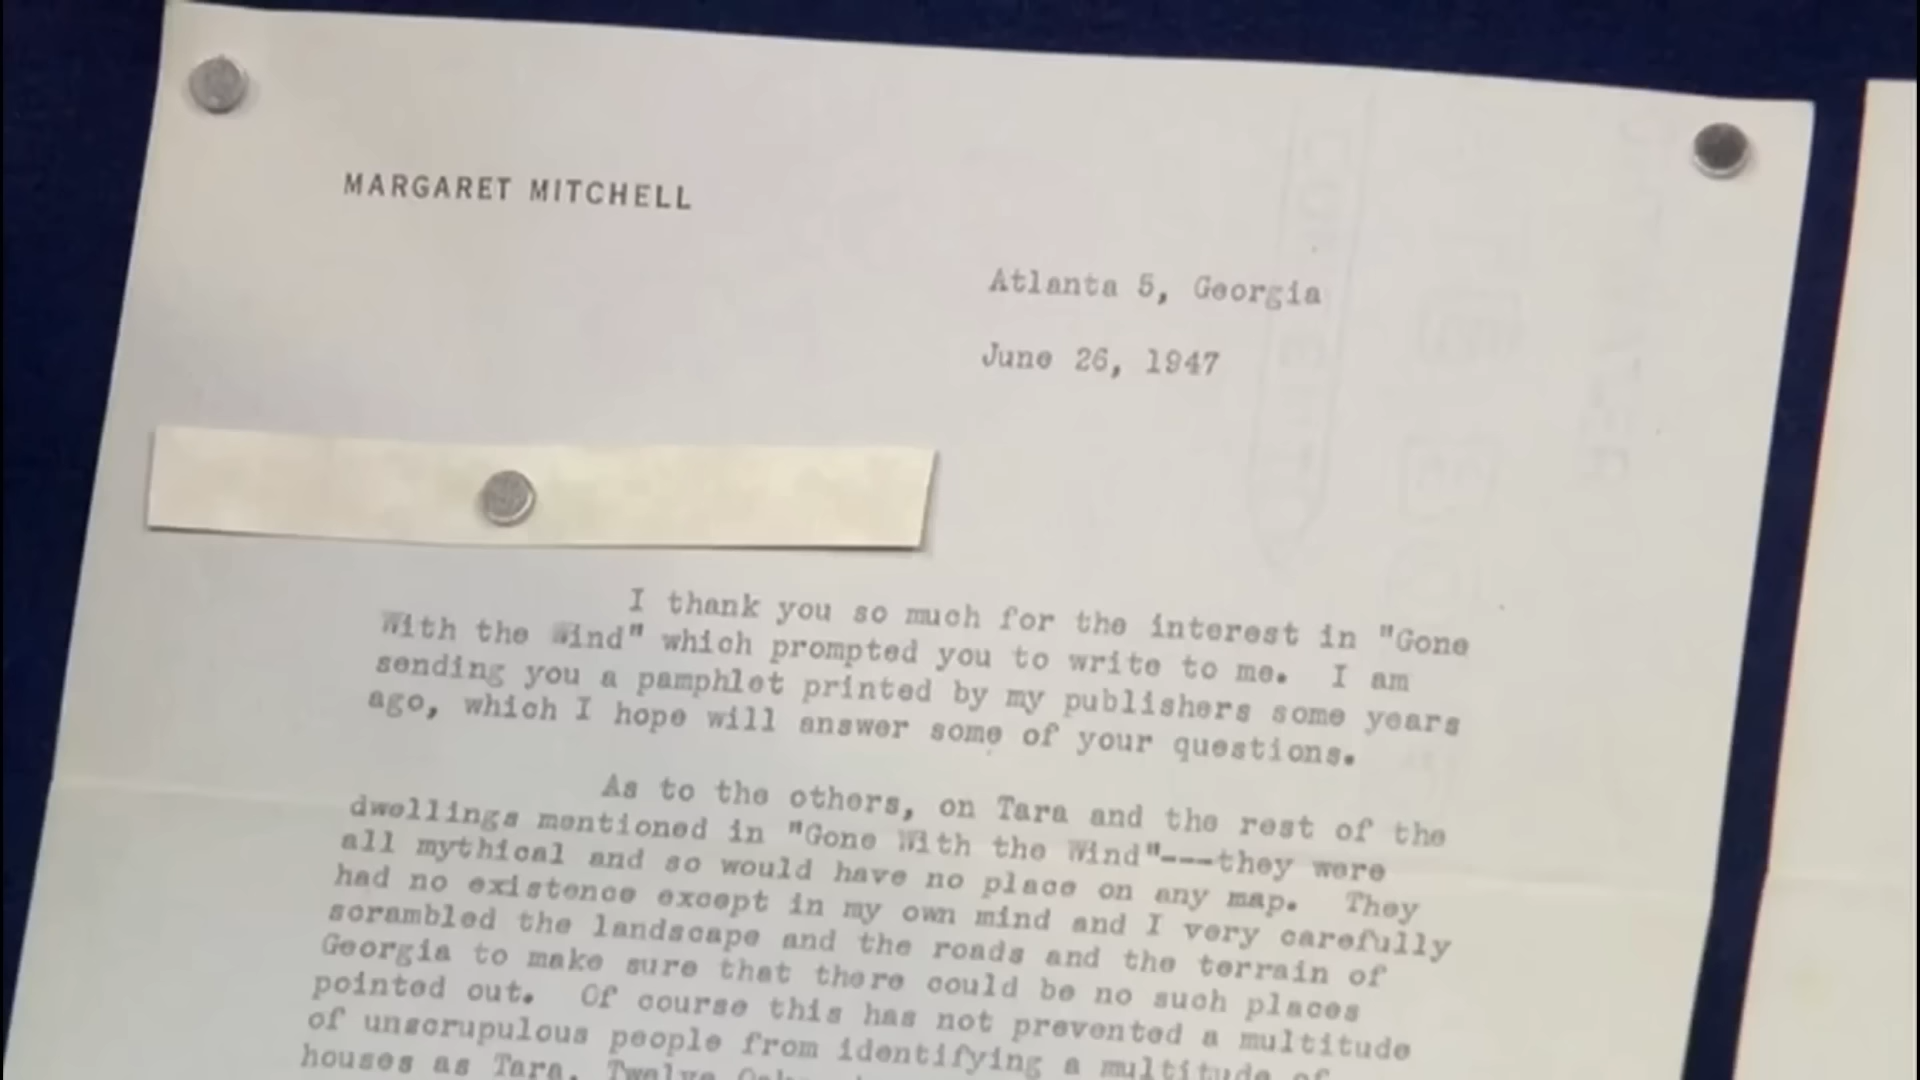 MARGARET MITCHELL
Atlanta 5, Georgia
June 26, 1947
I thank you so much for the interest in "Gone
With the Wind" which prompted you to write to me. I am
sending you a pamphlet printed by my publishers some years
ago, which I hope will answer some of your questions.
As to the others, on Tara and the rest of the
dwellings mentioned in "Gone With the Wind"---they were
all mythical and so would have no place on any map. They
had no existence except in my own mind and I very carefully
scrambled the landscape and the roads and the terrain of
Georgia to make sure that there could be no such places
pointed out. Of course this has not prevented a multitude
of unscrupulous people from identifying a multitude of
houses as Tara, Twelve